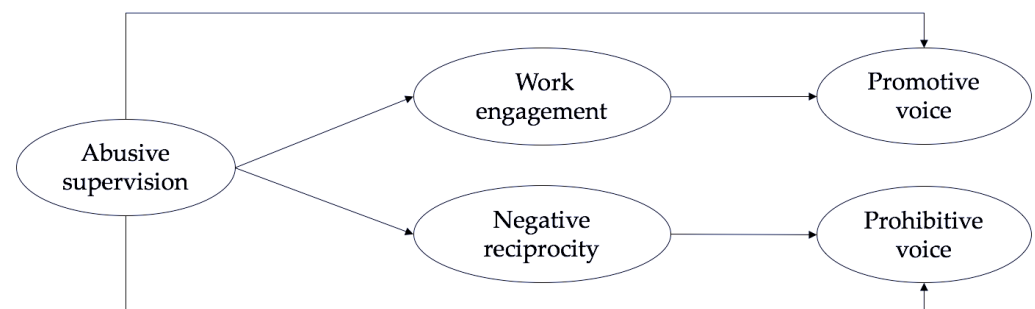 Work
engagement
Promotive
voice
Abusive
supervision
Negative
reciprocity
Prohibitive
voice